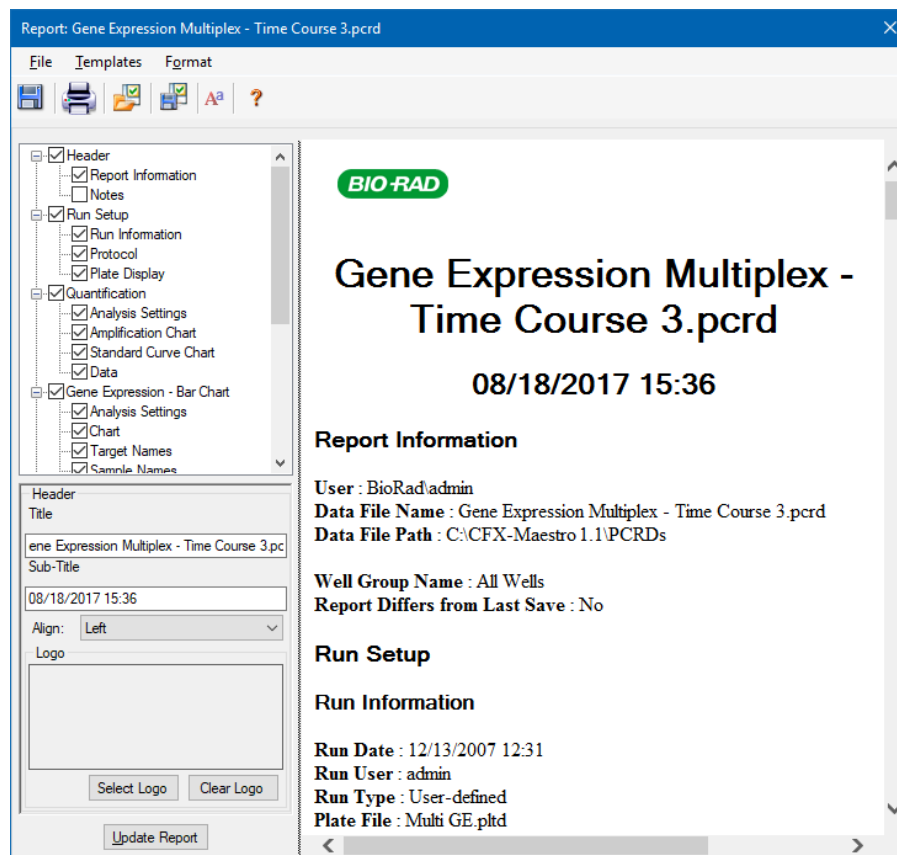 Report: Gene Expression Multiplex - Time Course 3.pcrd
File Templates Format
Aa ?
Header
Report Information
Notes
Run Setup
Run Information
Protocol
Plate Display
Quantification
Analysis Settings
Amplification Chart
Standard Curve Chart
Data
Gene Expression - Bar Chart
Analysis Settings
Chart
Target Names
Sample Names
Header
Title
ene Expression Multiplex - Time Course 3.pc
Sub-Title
08/18/2017 15:36
Align: Left
Logo
Select Logo Clear Logo
Update Report
BIO-RAD
Gene Expression Multiplex -
Time Course 3.pcrd
08/18/2017 15:36
Report Information
User : BioRad\admin
Data File Name : Gene Expression Multiplex - Time Course 3.pcrd
Data File Path : C:\CFX-Maestro 1.1\PCRDs
Well Group Name : All Wells
Report Differs from Last Save : No
Run Setup
Run Information
Run Date : 12/13/2007 12:31
Run User : admin
Run Type : User-defined
Plate File : Multi GE.pltd